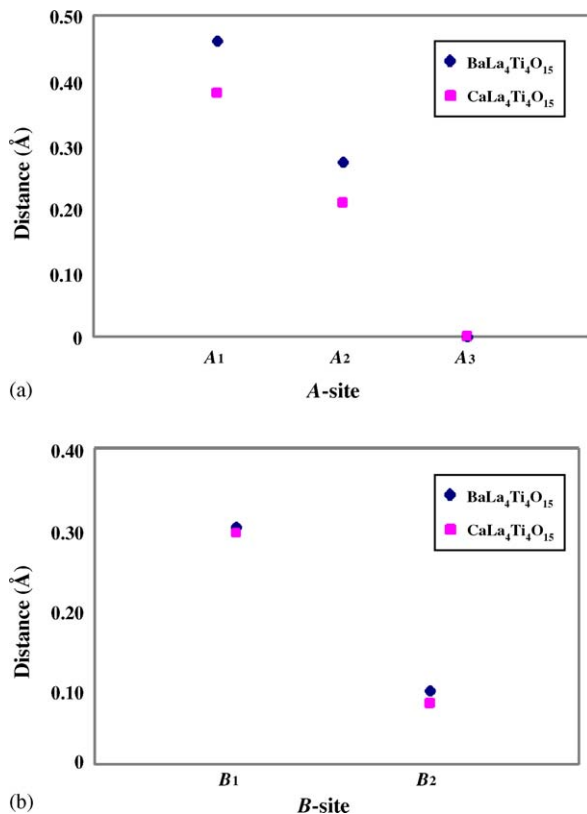 0.50
BaLa₄Ti₄O₁₅
0.40
CaLa₄Ti₄O₁₅
Distance (Å)
0.30
0.20
0.10
0
A1 A2 A3
(a)
A-site
0.40
BaLa₄Ti₄O₁₅
CaLa₄Ti₄O₁₅
0.30
Distance (Å)
0.20
0.10
0
B1 B2
(b)
B-site